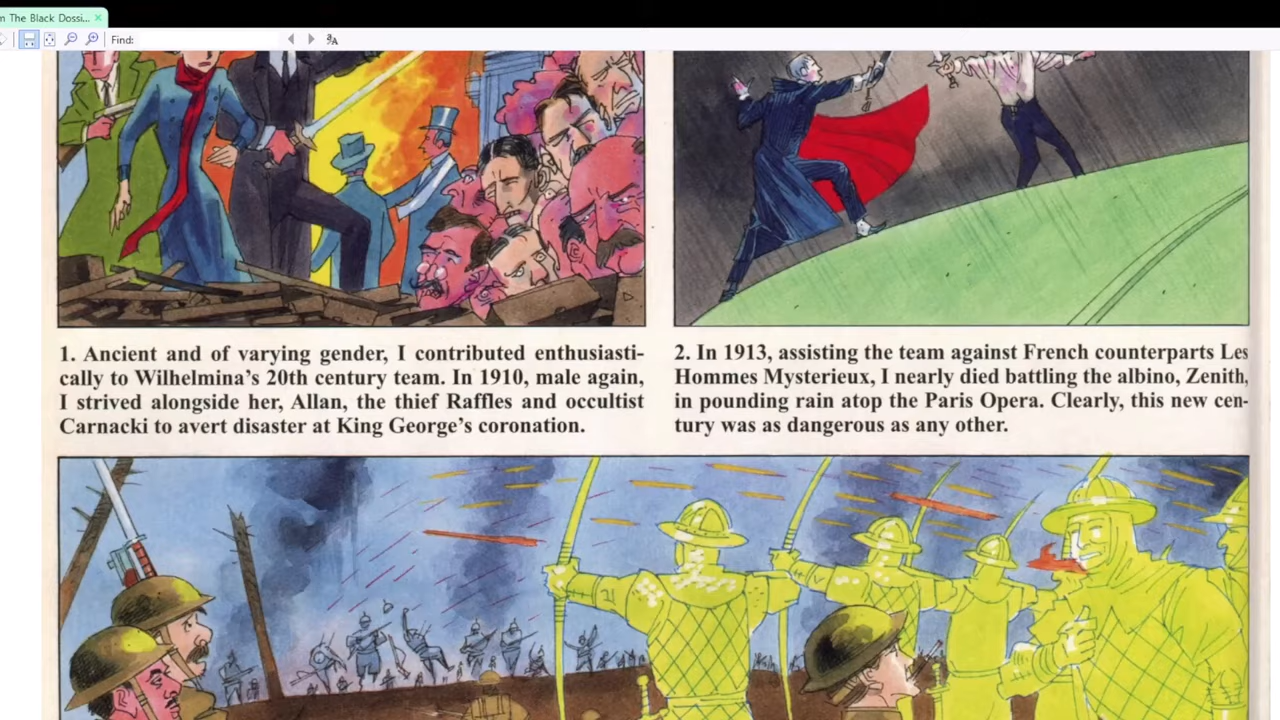 m The Black Dossi...
Find:
1. Ancient and of varying gender, I contributed enthusiasti-
cally to Wilhelmina's 20th century team. In 1910, male again,
I strived alongside her, Allan, the thief Raffles and occultist
Carnacki to avert disaster at King George's coronation.
2. In 1913, assisting the team against French counterparts Les
Hommes Mysterieux, I nearly died battling the albino, Zenith,
in pounding rain atop the Paris Opera. Clearly, this new cen-
tury was as dangerous as any other.